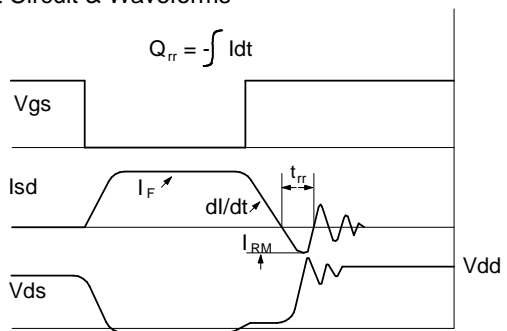 Circuit & Waveforms
Qrr = -∫ Idt
Vgs
Isd
IF
trr
dI/dt
IRM
Vdd
Vds